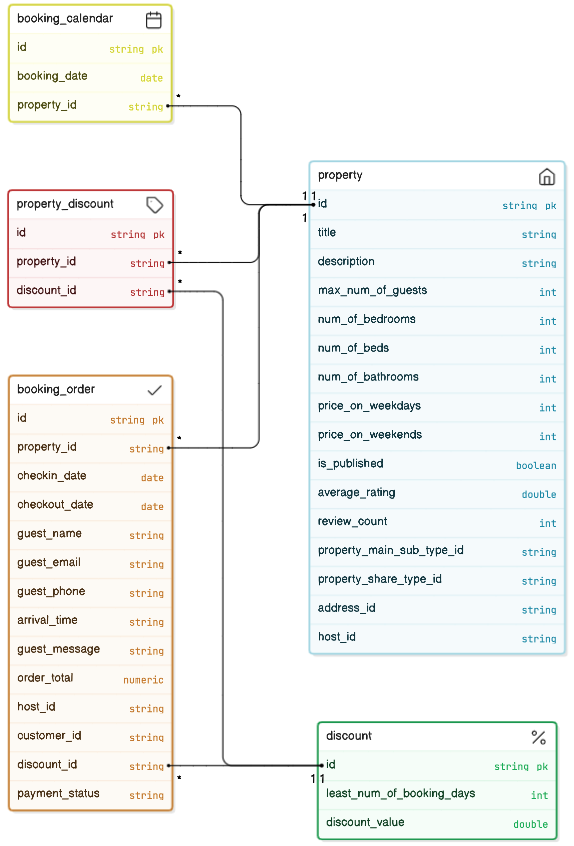 booking_calendar
id string pk
booking_date date
property_id string
*
property_discount
id string pk
property_id string
*
discount_id string
*
booking_order
id string pk
property_id string
*
checkin_date date
checkout_date date
guest_name string
guest_email string
guest_phone string
arrival_time string
guest_message string
order_total numeric
host_id string
customer_id string
discount_id string
*
payment_status string
property
1 1
1
id string pk
title string
description string
max_num_of_guests int
num_of_bedrooms int
num_of_beds int
num_of_bathrooms int
price_on_weekdays int
price_on_weekends int
is_published boolean
average_rating double
review_count int
property_main_sub_type_id string
property_share_type_id string
address_id string
host_id string
discount
id string pk
1 1
least_num_of_booking_days int
discount_value double